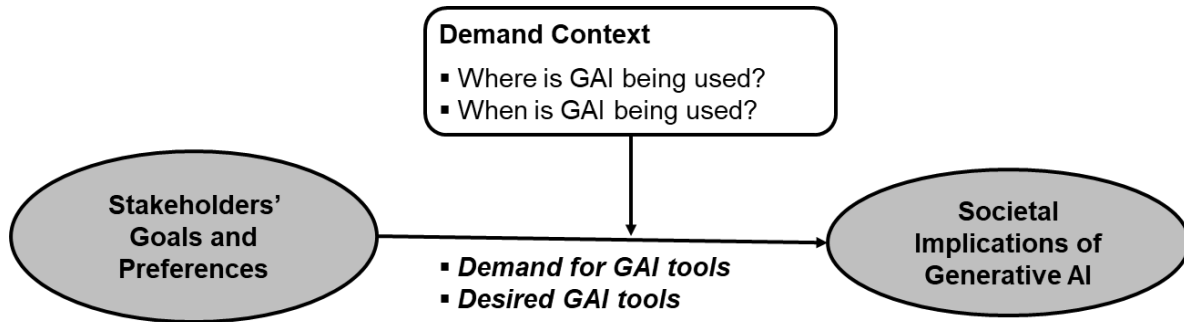 Demand Context
▪ Where is GAI being used?
▪ When is GAI being used?
Stakeholders’
Goals and
Preferences
▪ Demand for GAI tools
▪ Desired GAI tools
Societal
Implications of
Generative AI